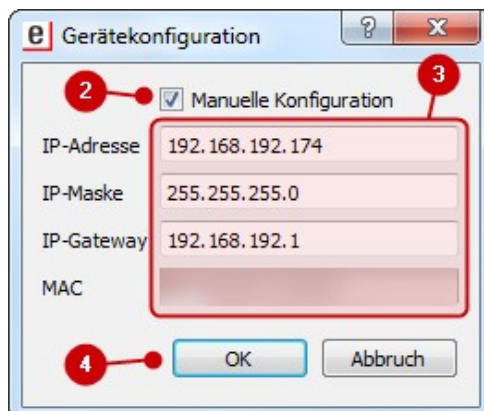 e Gerätekonfiguration
3
2 Manuelle Konfiguration
IP-Adresse 192.168.192.174
IP-Maske 255.255.255.0
IP-Gateway 192.168.192.1
MAC
4 OK Abbruch